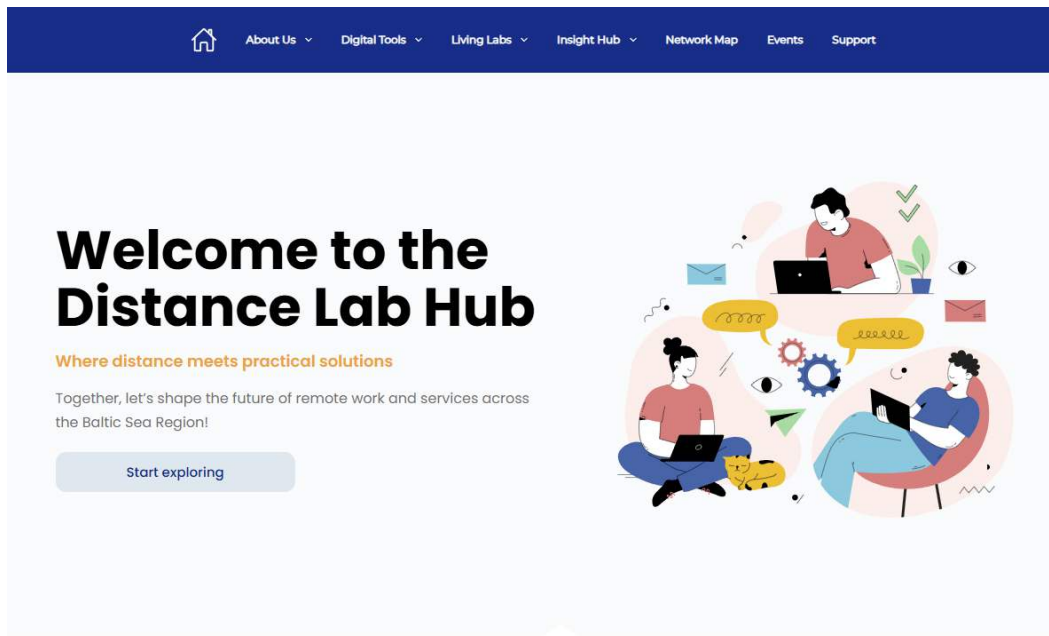 About Us Digital Tools Living Labs Insight Hub Network Map Events Support
Welcome to the
Distance Lab Hub
Where distance meets practical solutions
Together, let's shape the future of remote work and services across
the Baltic Sea Region!
Start exploring